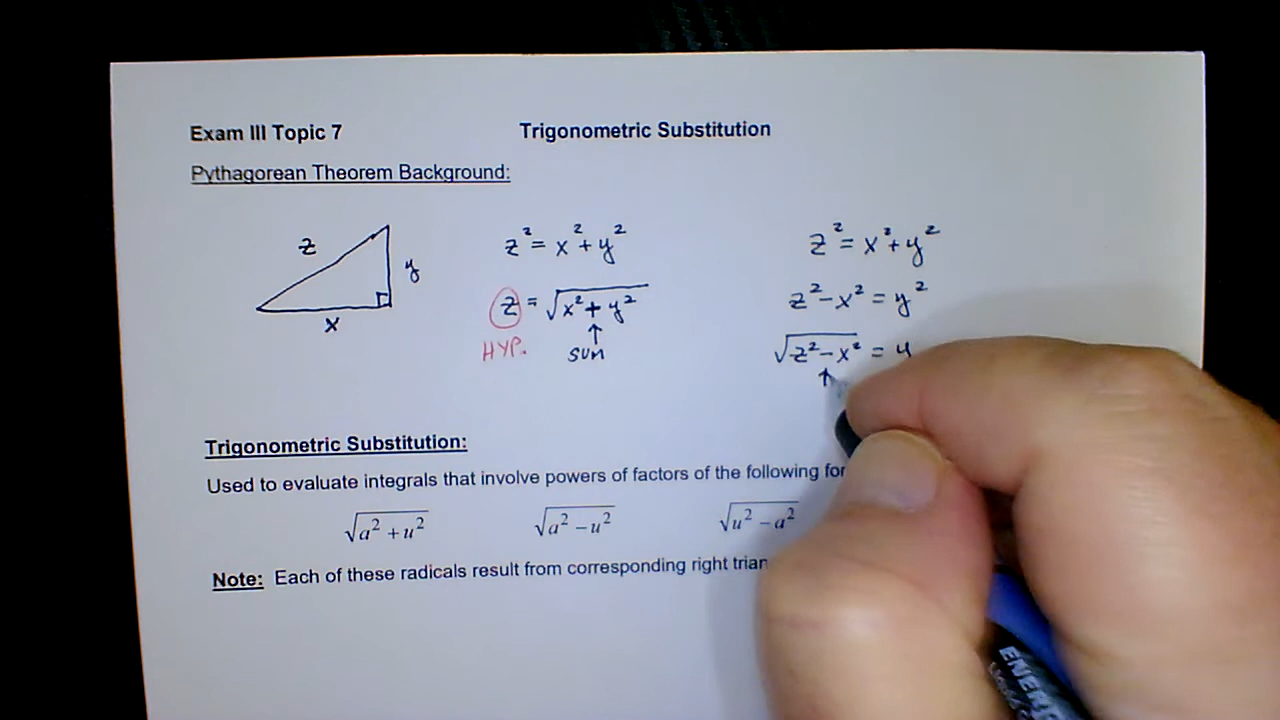 Exam III Topic 7
Trigonometric Substitution
Pythagorean Theorem Background:
z
y
x
z² = x² + y²
z = √(x² + y²)
HYP.
SUM
z² = x² + y²
z² - x² = y²
√(z² - x²) = y
Trigonometric Substitution:
Used to evaluate integrals that involve powers of factors of the following
√(a² + u²) √(a² - u²) √(u² - a²)
Note: Each of these radicals result from corresponding right
ENER